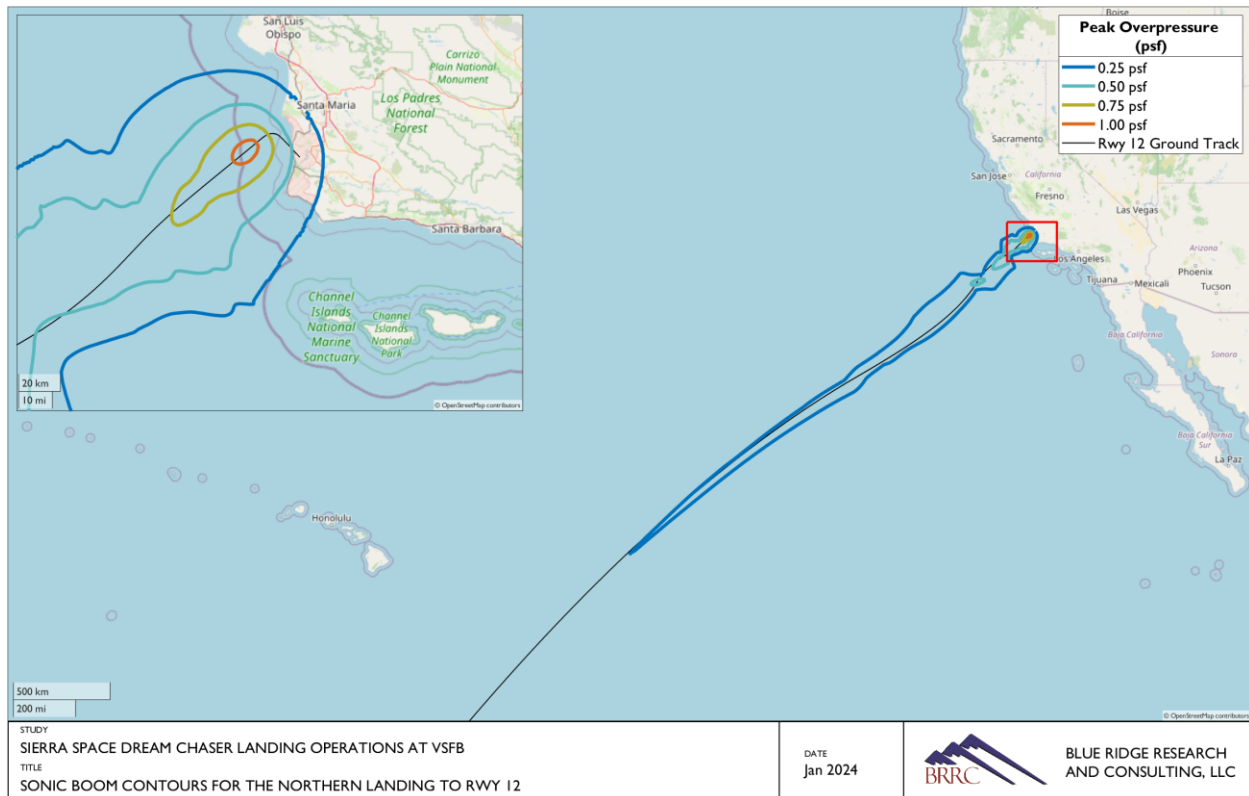 San Luis
Obispo
Carrizo
Plain National
Monument
Santa Maria
Los Padres
National
Forest
Santa Barbara
Channel
Islands
National
Marine
Sanctuary
Channel
Islands
National
Park
20 km
10 mi
© OpenStreetMap contributors
Boise
Peak Overpressure
(psf)
0.25 psf
0.50 psf
0.75 psf
1.00 psf
Rwy 12 Ground Track
Sacramento
San Jose
California
Fresno
Las Vegas
Los Angeles
Arizona
Phoenix
Tijuana
Mexicali
Tucson
Baja California
Sonora
Baja California
Sur
La Paz
Honolulu
500 km
200 mi
© OpenStreetMap contributors
STUDY
SIERRA SPACE DREAM CHASER LANDING OPERATIONS AT VSFB
TITLE
SONIC BOOM CONTOURS FOR THE NORTHERN LANDING TO RWY 12
DATE
Jan 2024
BRRC
BLUE RIDGE RESEARCH
AND CONSULTING, LLC